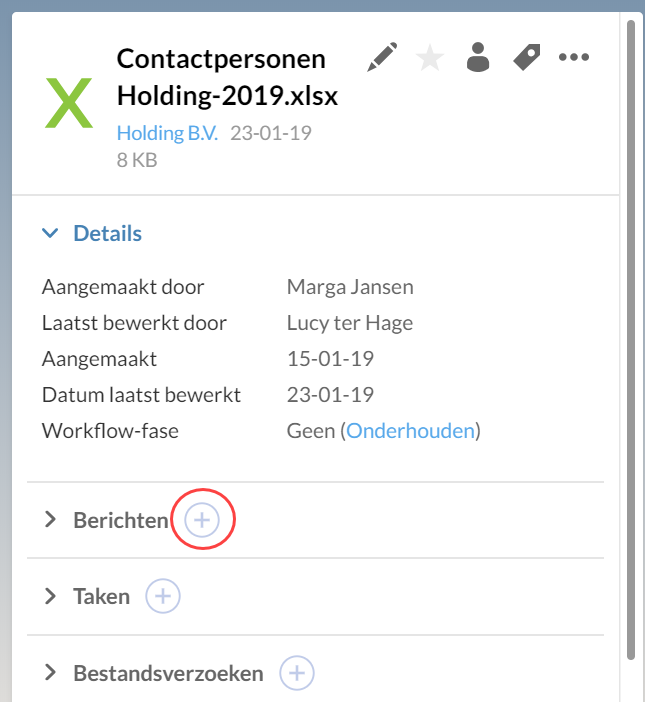 Contactpersonen
Holding-2019.xlsx
Holding B.V. 23-01-19
8 KB
Details
Aangemaakt door Marga Jansen
Laatst bewerkt door Lucy ter Hage
Aangemaakt 15-01-19
Datum laatst bewerkt 23-01-19
Workflow-fase Geen (Onderhouden)
Berichten
Taken
Bestandsverzoeken